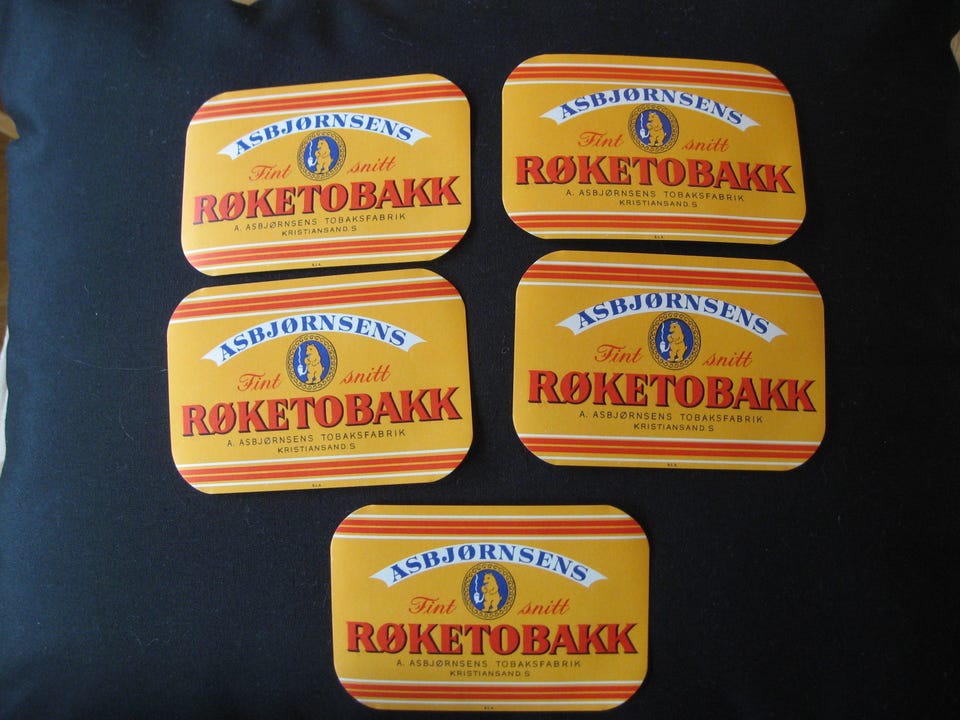 ASBJØRNSENS
Fint snitt
RØKETOBAKK
A. ASBJØRNSENS TOBAKSFABRIK
KRISTIANSAND.S
ASBJØRNSENS
Fint snitt
RØKETOBAKK
A. ASBJØRNSENS TOBAKSFABRIK
KRISTIANSAND.S
ASBJØRNSENS
Fint snitt
RØKETOBAKK
A. ASBJØRNSENS TOBAKSFABRIK
KRISTIANSAND.S
ASBJØRNSENS
Fint snitt
RØKETOBAKK
A. ASBJØRNSENS TOBAKSFABRIK
KRISTIANSAND.S
ASBJØRNSENS
Fint snitt
RØKETOBAKK
A. ASBJØRNSENS TOBAKSFABRIK
KRISTIANSAND.S